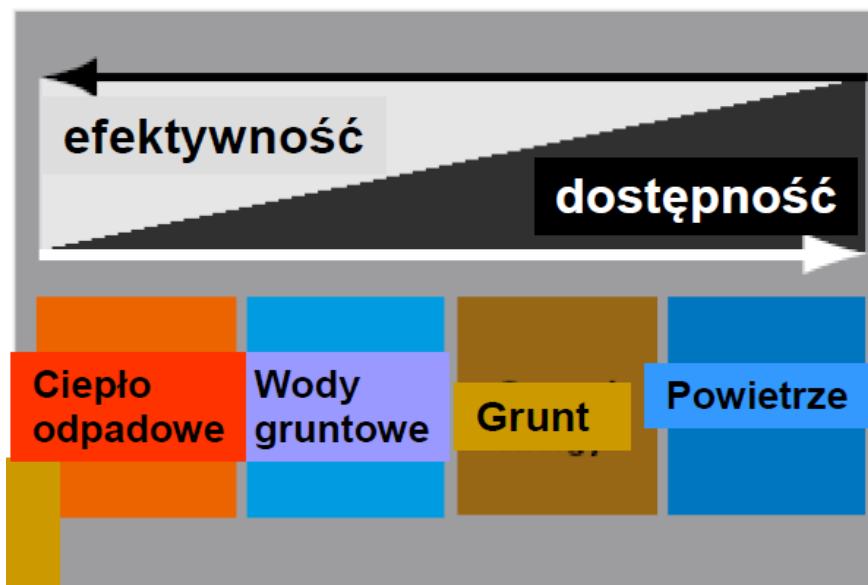 efektywność
dostępność
Ciepło
odpadowe
Wody
gruntowe
Grunt
Powietrze